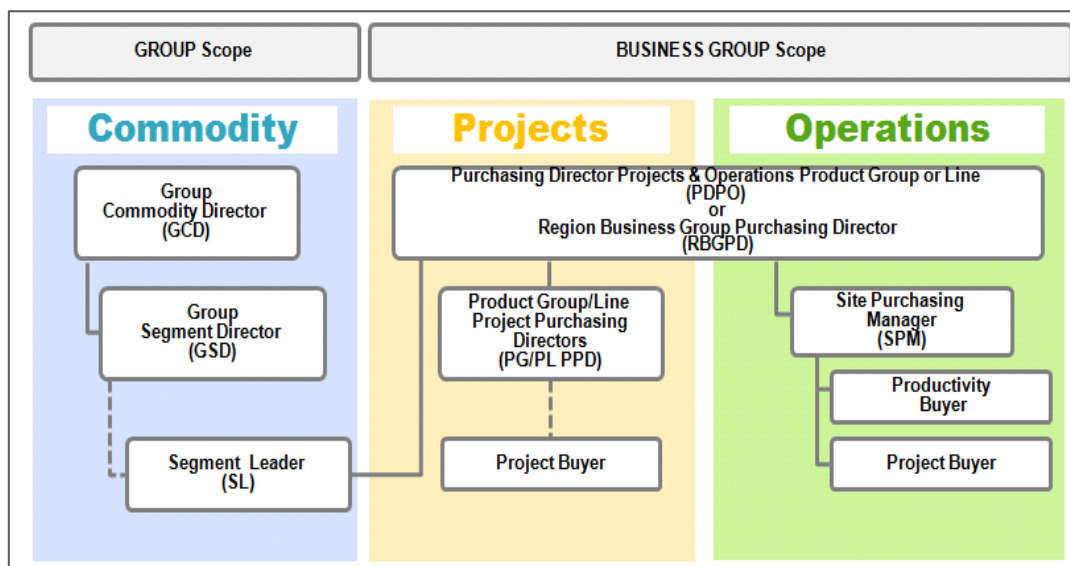 GROUP Scope
BUSINESS GROUP Scope
Commodity
Projects
Operations
Group
Commodity Director
(GCD)
Group
Segment Director
(GSD)
Segment Leader
(SL)
Purchasing Director Projects & Operations Product Group or Line
(PDPO)
or
Region Business Group Purchasing Director
(RBGPD)
Product Group/Line
Project Purchasing
Directors
(PG/PL PPD)
Project Buyer
Site Purchasing
Manager
(SPM)
Productivity
Buyer
Project Buyer